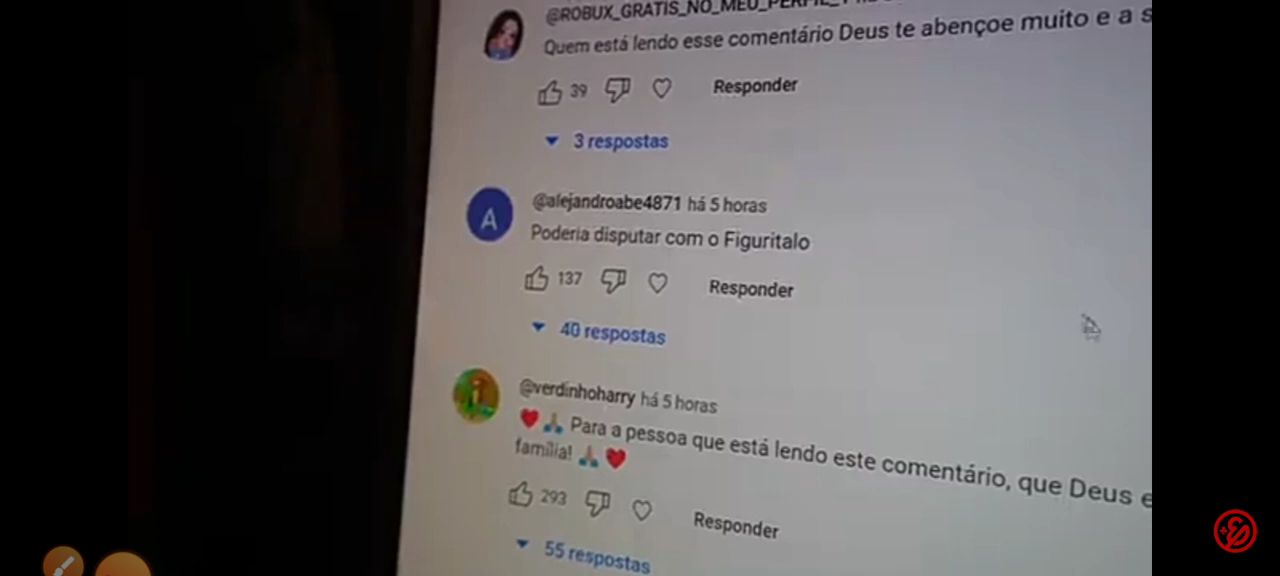 @ROBUX_GRATIS_NO_MEU_PERFIL
Quem está lendo esse comentário Deus te abençoe muito e a s
39 Responder
3 respostas
@alejandroabe4871 há 5 horas
A
Poderia disputar com o Figuritalo
137 Responder
40 respostas
@verdinhoharry há 5 horas
❤️🙏 Para a pessoa que está lendo este comentário, que Deus e
família! 🙏❤️
293 Responder
55 respostas